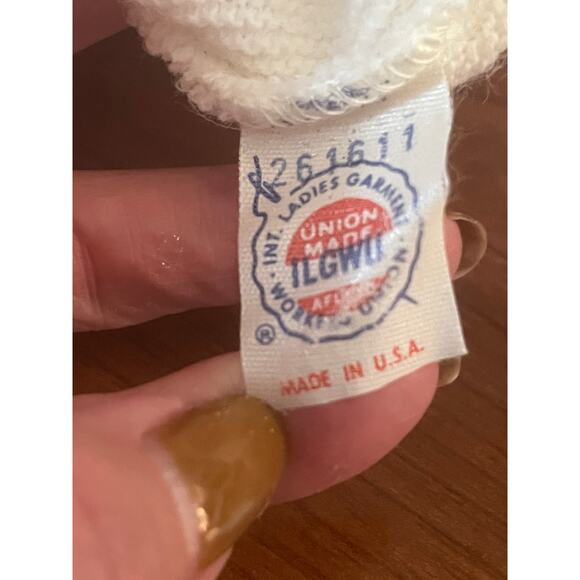 261611
INT. LADIES GARMENT WORKERS UNION
UNION
MADE
ILGWU
AFL-CIO
®
MADE IN U.S.A.